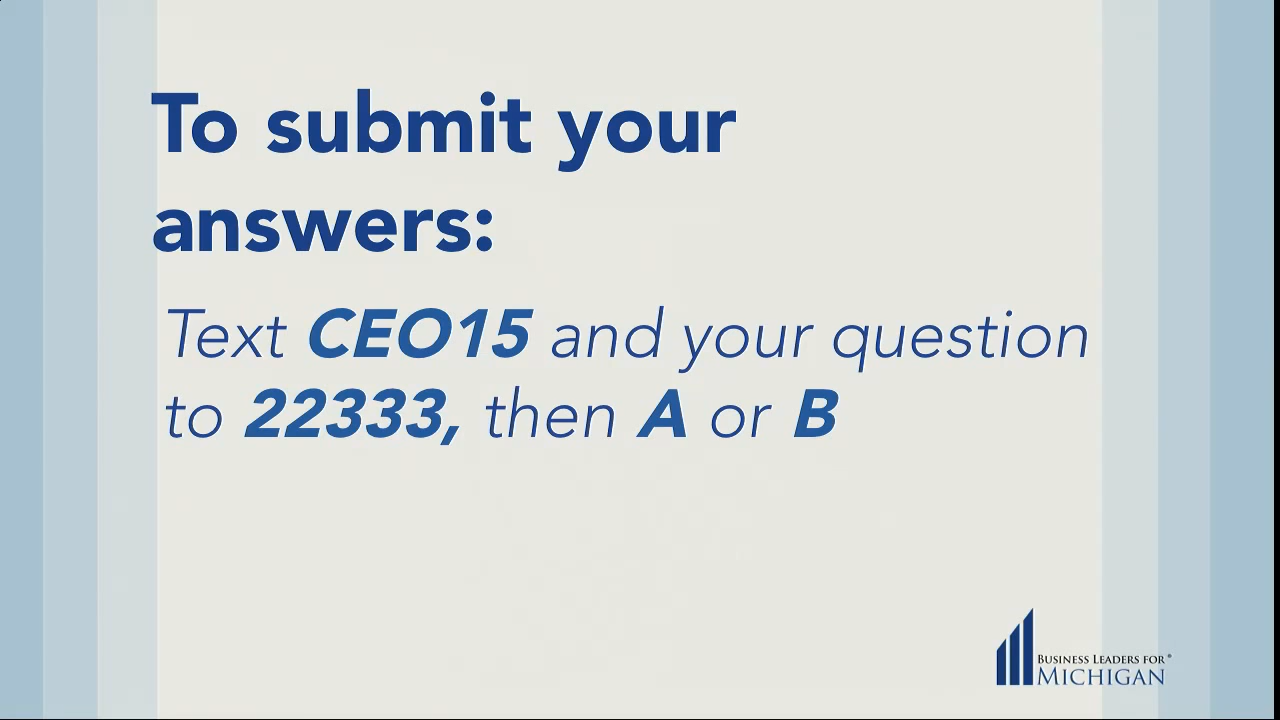 To submit your
answers:
Text CEO15 and your question
to 22333, then A or B
BUSINESS LEADERS FOR®
MICHIGAN